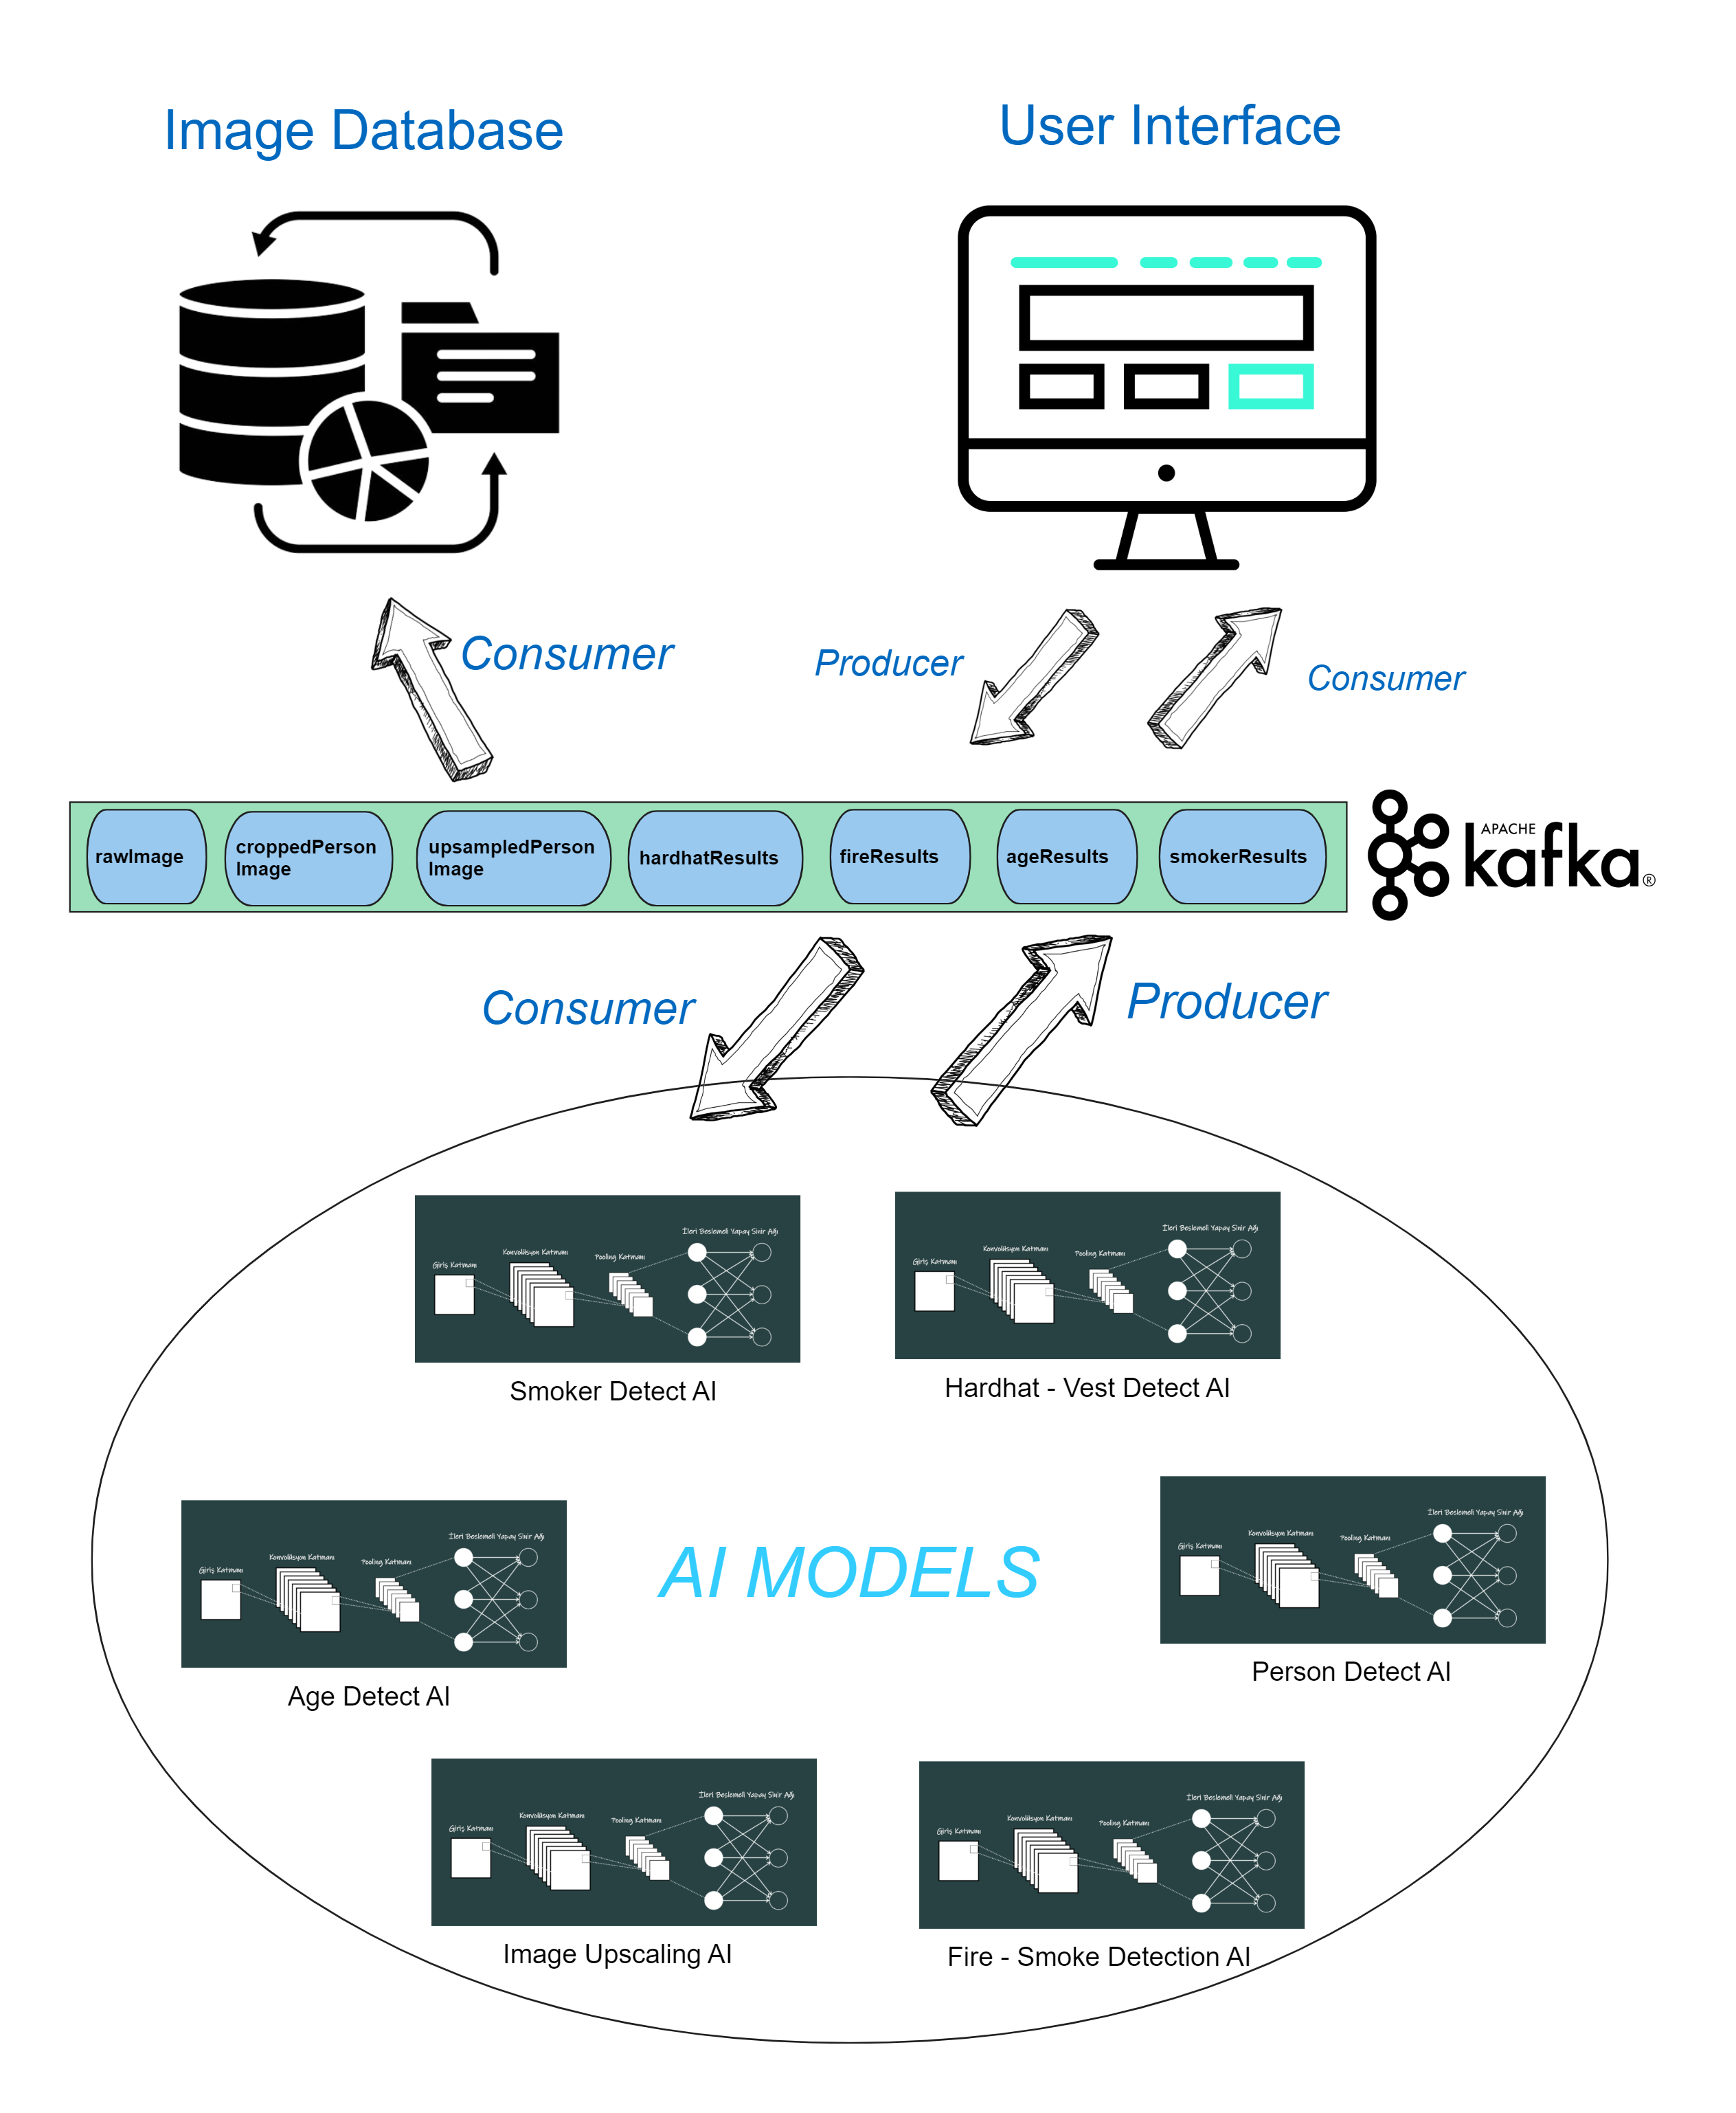 Image Database
User Interface
Consumer
Producer
Consumer
rawImage
croppedPerson
Image
upsampledPerson
Image
hardhatResults
fireResults
ageResults
smokerResults
APACHE
kafka®
Consumer
Producer
Giriş Katmanı
Konvolüsyon Katmanı
Pooling Katmanı
İleri Beslemeli Yapay Sinir Ağı
Smoker Detect AI
Giriş Katmanı
Konvolüsyon Katmanı
Pooling Katmanı
İleri Beslemeli Yapay Sinir Ağı
Hardhat - Vest Detect AI
Giriş Katmanı
Konvolüsyon Katmanı
Pooling Katmanı
İleri Beslemeli Yapay Sinir Ağı
Age Detect AI
AI MODELS
Giriş Katmanı
Konvolüsyon Katmanı
Pooling Katmanı
İleri Beslemeli Yapay Sinir Ağı
Person Detect AI
Giriş Katmanı
Konvolüsyon Katmanı
Pooling Katmanı
İleri Beslemeli Yapay Sinir Ağı
Image Upscaling AI
Giriş Katmanı
Konvolüsyon Katmanı
Pooling Katmanı
İleri Beslemeli Yapay Sinir Ağı
Fire - Smoke Detection AI